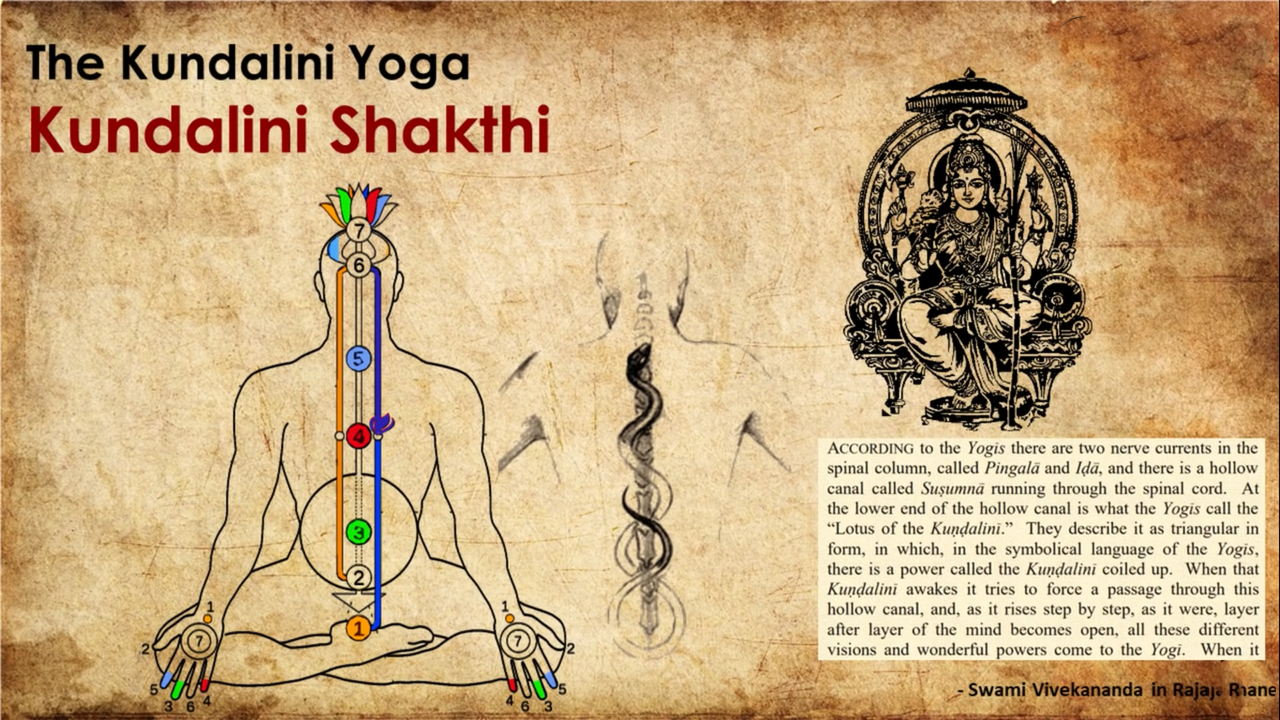 The Kundalini Yoga
Kundalini Shakthi
7
6
5
4
3
2
1
1
7
2
5
3
6
4
1
7
2
5
4
6
3
ACCORDING to the Yogīs there are two nerve currents in the
spinal column, called Pingalā and Iḍā, and there is a hollow
canal called Suṣumnā running through the spinal cord. At
the lower end of the hollow canal is what the Yogīs call the
“Lotus of the Kuṇḍalinī.” They describe it as triangular in
form, in which, in the symbolical language of the Yogīs,
there is a power called the Kuṇḍalinī coiled up. When that
Kuṇḍalinī awakes it tries to force a passage through this
hollow canal, and, as it rises step by step, as it were, layer
after layer of the mind becomes open, all these different
visions and wonderful powers come to the Yogī. When it
- Swami Vivekananda in